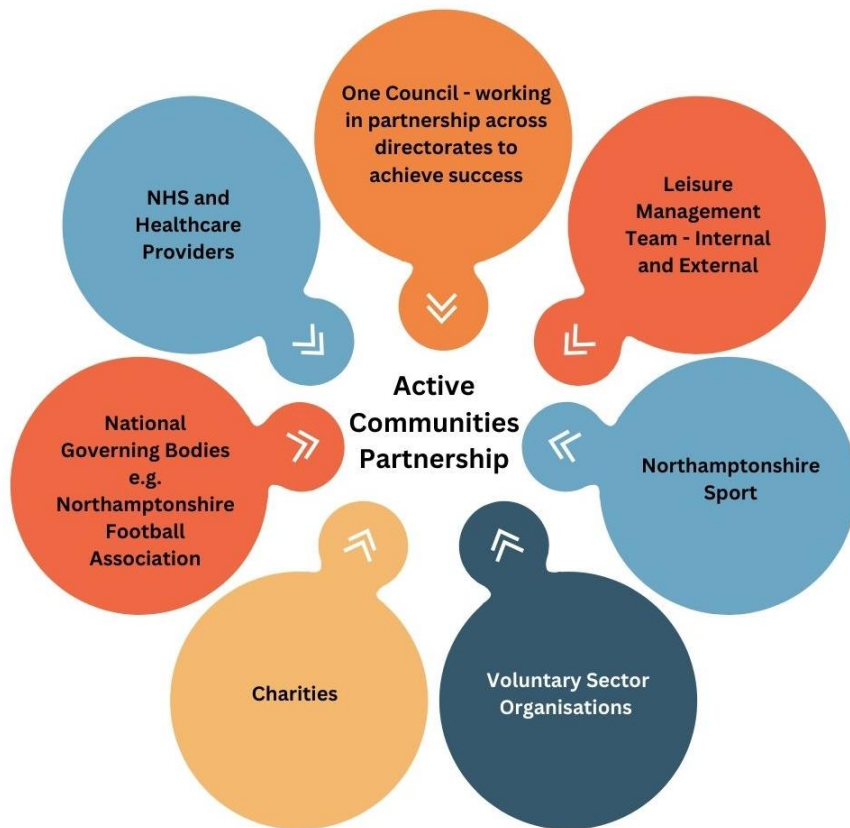 One Council - working
in partnership across
directorates to
achieve success
Leisure
Management
Team - Internal
and External
Northamptonshire
Sport
Voluntary Sector
Organisations
Charities
National
Governing Bodies
e.g.
Northamptonshire
Football
Association
NHS and
Healthcare
Providers
Active
Communities
Partnership